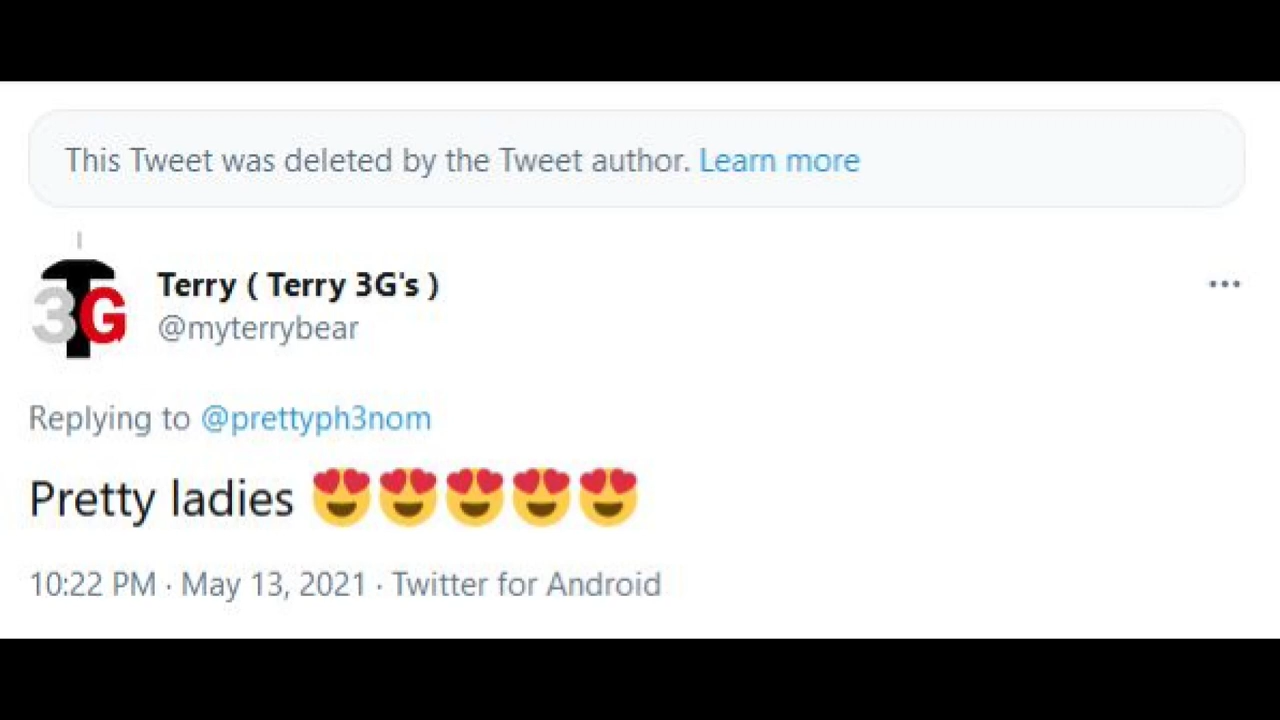 This Tweet was deleted by the Tweet author. Learn more
3TG
Terry ( Terry 3G's )
@myterrybear
Replying to @prettyph3nom
Pretty ladies 😍😍😍😍😍
10:22 PM · May 13, 2021 · Twitter for Android